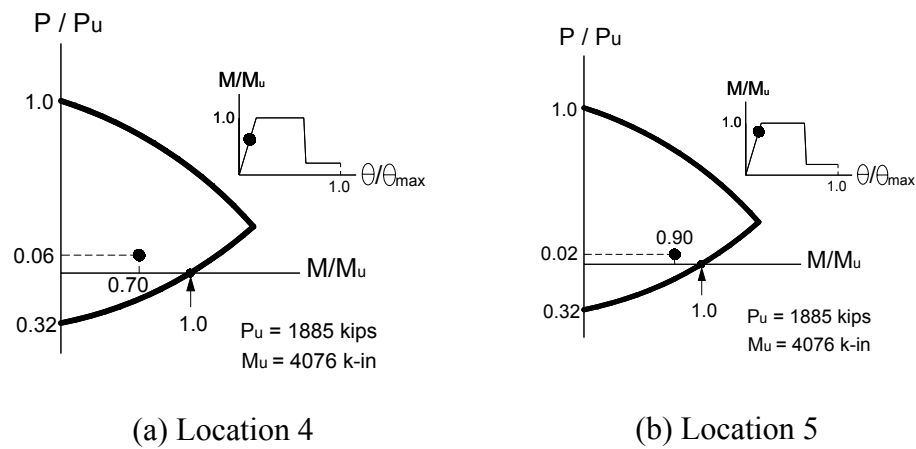 P / Pu
M/Mu
1.0
1.0
θ/θmax
1.0
0.06
0.70
M/Mu
0.32
1.0
Pu = 1885 kips
Mu = 4076 k-in
(a) Location 4
P / Pu
M/Mu
1.0
1.0
θ/θmax
1.0
0.90
0.02
M/Mu
0.32
1.0
Pu = 1885 kips
Mu = 4076 k-in
(b) Location 5